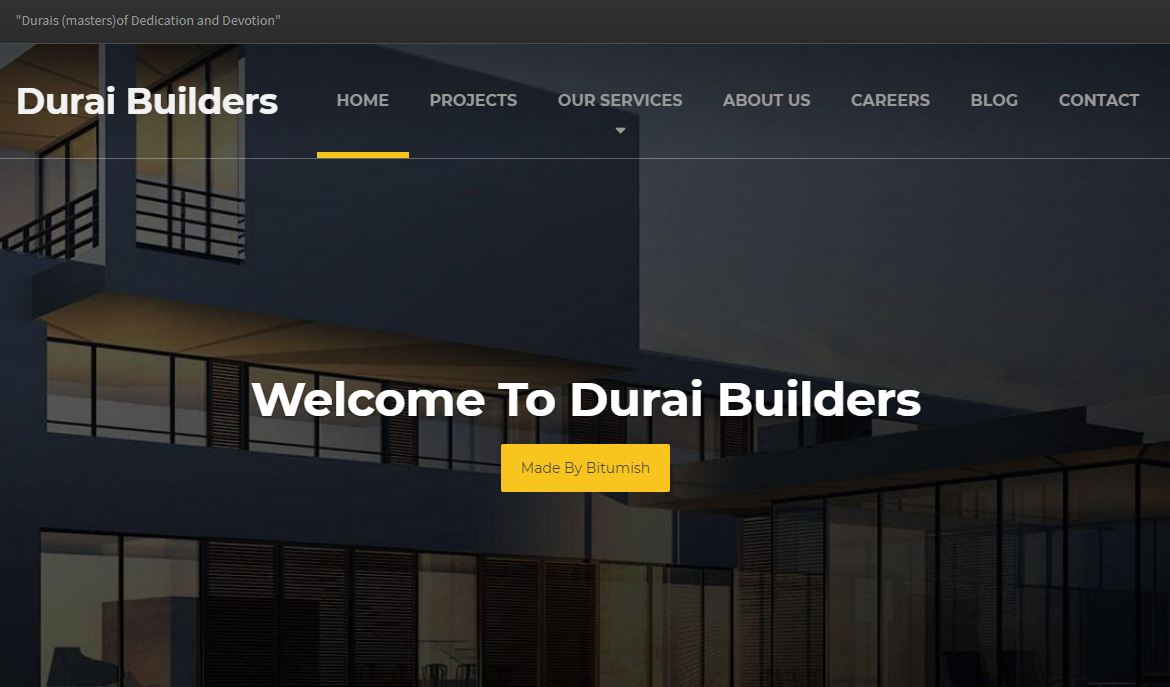 "Durais (masters)of Dedication and Devotion"
Durai Builders
HOME PROJECTS OUR SERVICES ABOUT US CAREERS BLOG CONTACT
Welcome To Durai Builders
Made By Bitumish